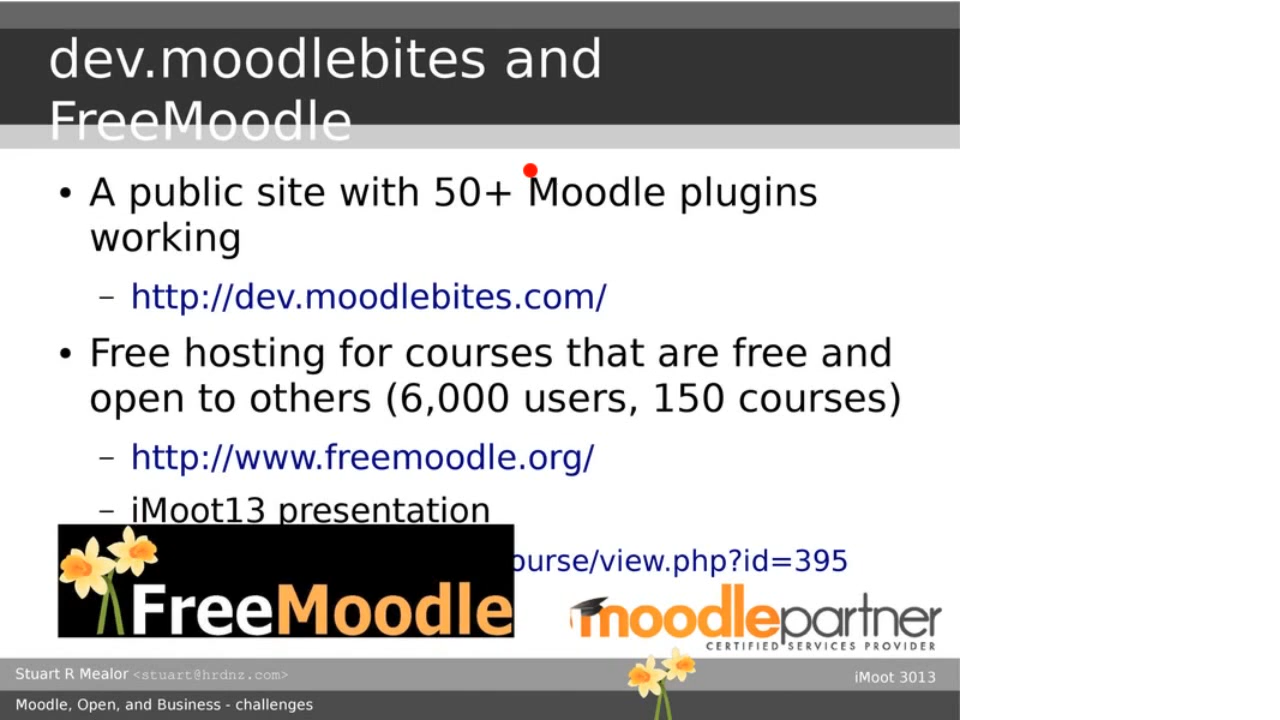 dev.moodlebites and
FreeMoodle
• A public site with 50+ Moodle plugins
working
– http://dev.moodlebites.com/
• Free hosting for courses that are free and
open to others (6,000 users, 150 courses)
– http://www.freemoodle.org/
– iMoot13 presentation
ourse/view.php?id=395
FreeMoodle
moodlepartner
CERTIFIED SERVICES PROVIDER
Stuart R Mealor <stuart@hrdnz.com>
iMoot 3013
Moodle, Open, and Business - challenges